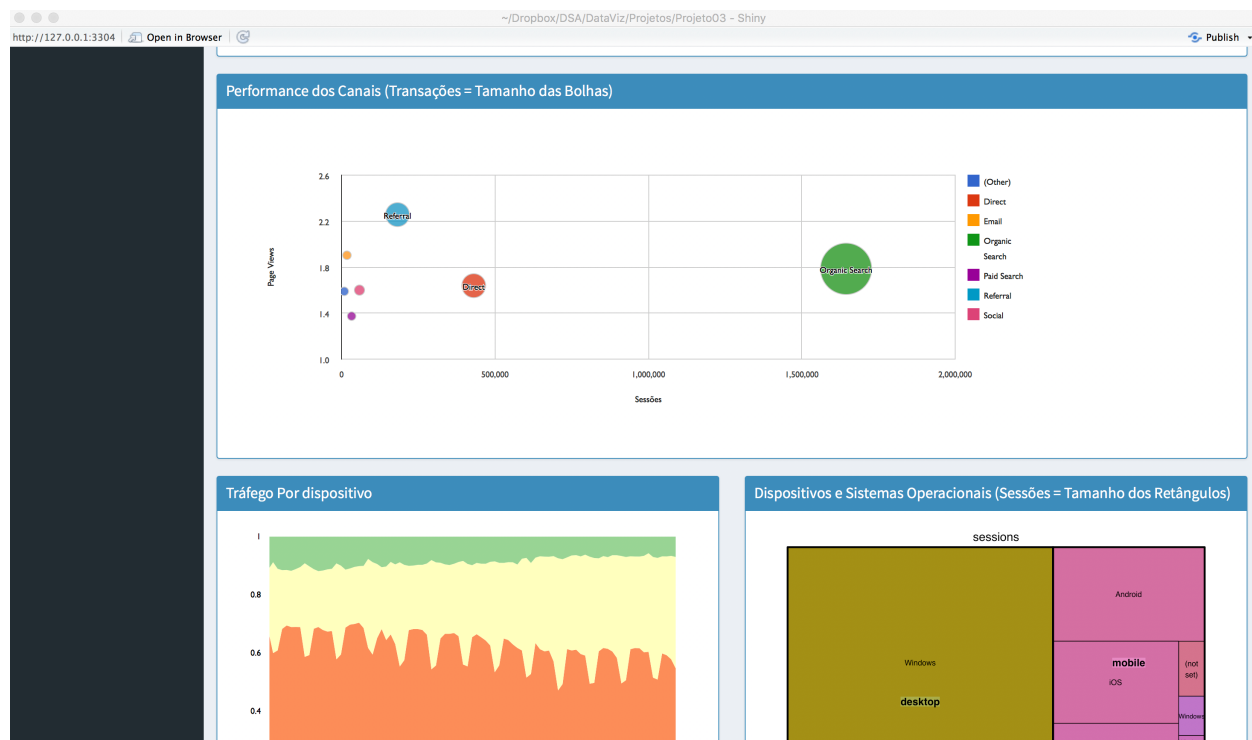 ~/Dropbox/DSA/DataViz/Projetos/Projeto03 - Shiny
http://127.0.0.1:3304 Open in Browser Publish
Performance dos Canais (Transações = Tamanho das Bolhas)
2.6
2.2
1.8
1.4
1.0
Page Views
0 500,000 1,000,000 1,500,000 2,000,000
Sessões
Referral
Direct
Organic Search
(Other)
Direct
Email
Organic
Search
Paid Search
Referral
Social
Tráfego Por dispositivo
1
0.8
0.6
0.4
Dispositivos e Sistemas Operacionais (Sessões = Tamanho dos Retângulos)
sessions
Windows
desktop
Android
mobile
iOS
(not
set)
Windows